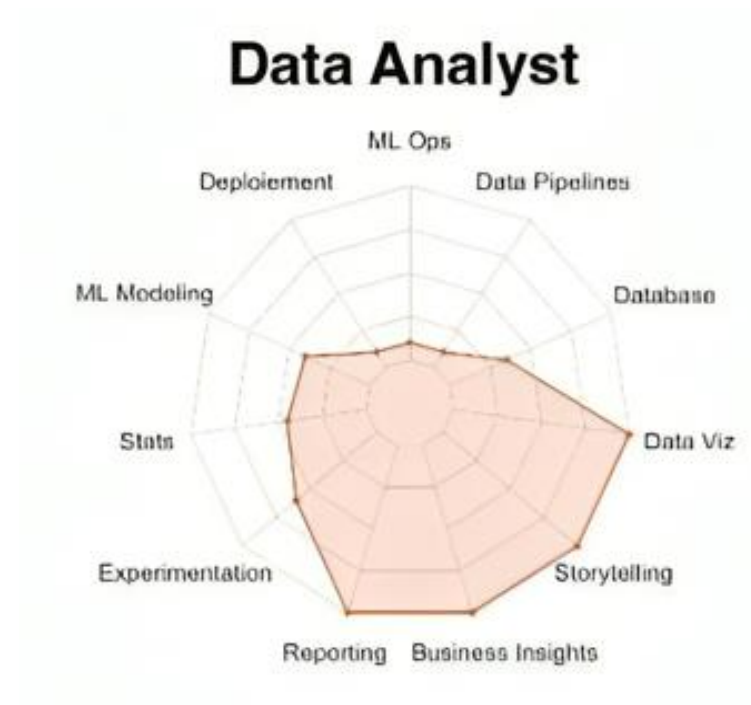 Data Analyst
ML Ops
Deploiement
Data Pipelines
ML Modeling
Database
Stats
Data Viz
Experimentation
Storytelling
Reporting
Business Insights